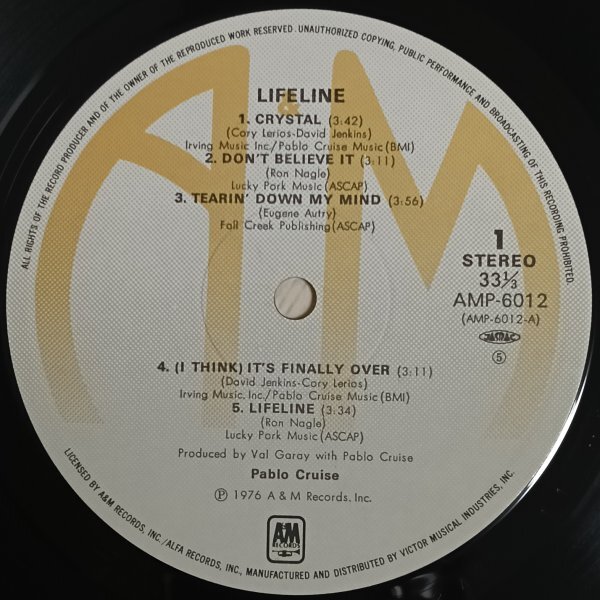 ALL RIGHTS OF THE RECORD PRODUCER AND OF THE OWNER OF THE REPRODUCED WORK RESERVED. UNAUTHORIZED COPYING, PUBLIC PERFORMANCE AND BROADCASTING OF THIS RECORDING PROHIBITED.
LIFELINE
1. CRYSTAL (3:42)
(Cory Lerios-David Jenkins)
Irving Music Inc./Pablo Cruise Music(BMI)
2. DON'T BELIEVE IT (3:11)
(Ron Nagle)
Lucky Park Music(ASCAP)
3. TEARIN' DOWN MY MIND (3:56)
(Eugene Autry)
Fall Creek Publishing(ASCAP)
1
STEREO
33⅓
AMP-6012
(AMP-6012-A)
JASRAC
⑤
4. (I THINK) IT'S FINALLY OVER (3:11)
(David Jenkins-Cory Lerios)
Irving Music, Inc./Pablo Cruise Music(BMI)
5. LIFELINE (3:34)
(Ron Nagle)
Lucky Park Music(ASCAP)
Produced by Val Garay with Pablo Cruise
Pablo Cruise
Ⓟ 1976 A & M Records, Inc.
A&M
RECORDS
LICENSED BY A&M RECORDS, INC./ALFA RECORDS, INC., MANUFACTURED AND DISTRIBUTED BY VICTOR MUSICAL INDUSTRIES, INC.
A&M